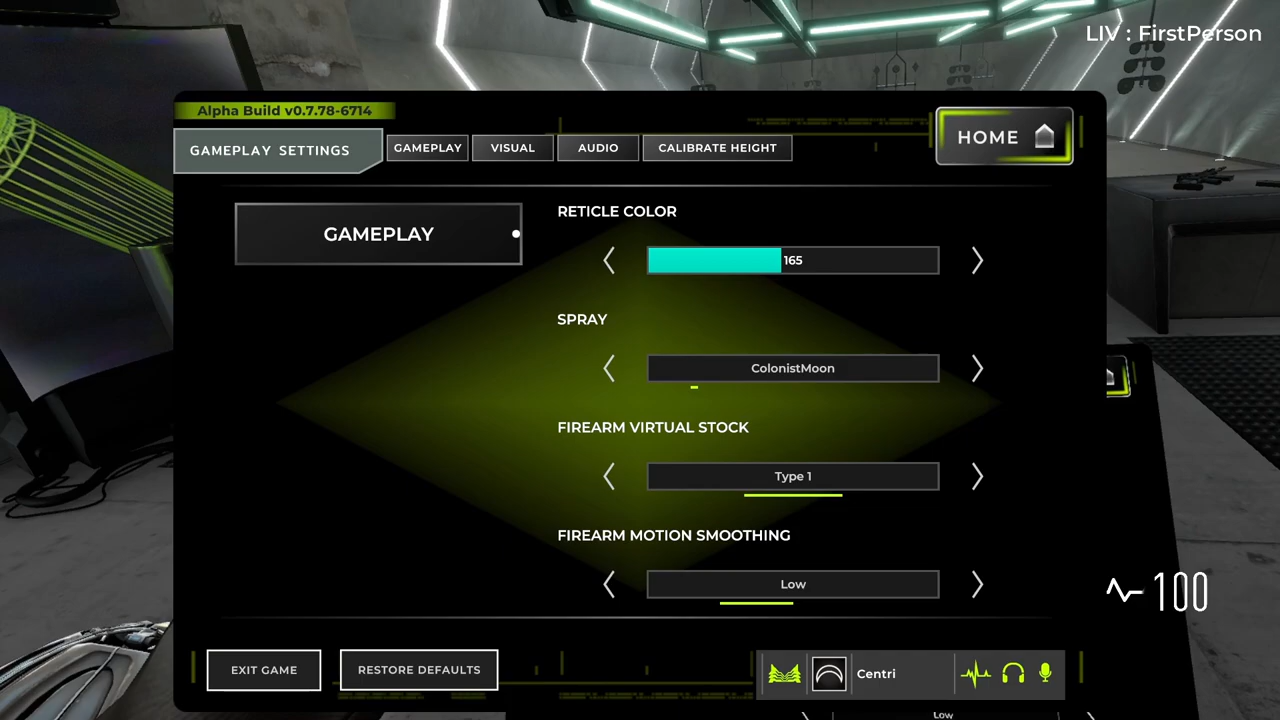 LIV : FirstPerson
Alpha Build v0.7.78-6714
GAMEPLAY SETTINGS
GAMEPLAY
VISUAL
AUDIO
CALIBRATE HEIGHT
HOME
GAMEPLAY
RETICLE COLOR
165
SPRAY
ColonistMoon
FIREARM VIRTUAL STOCK
Type 1
FIREARM MOTION SMOOTHING
Low
100
EXIT GAME
RESTORE DEFAULTS
Centri
Low